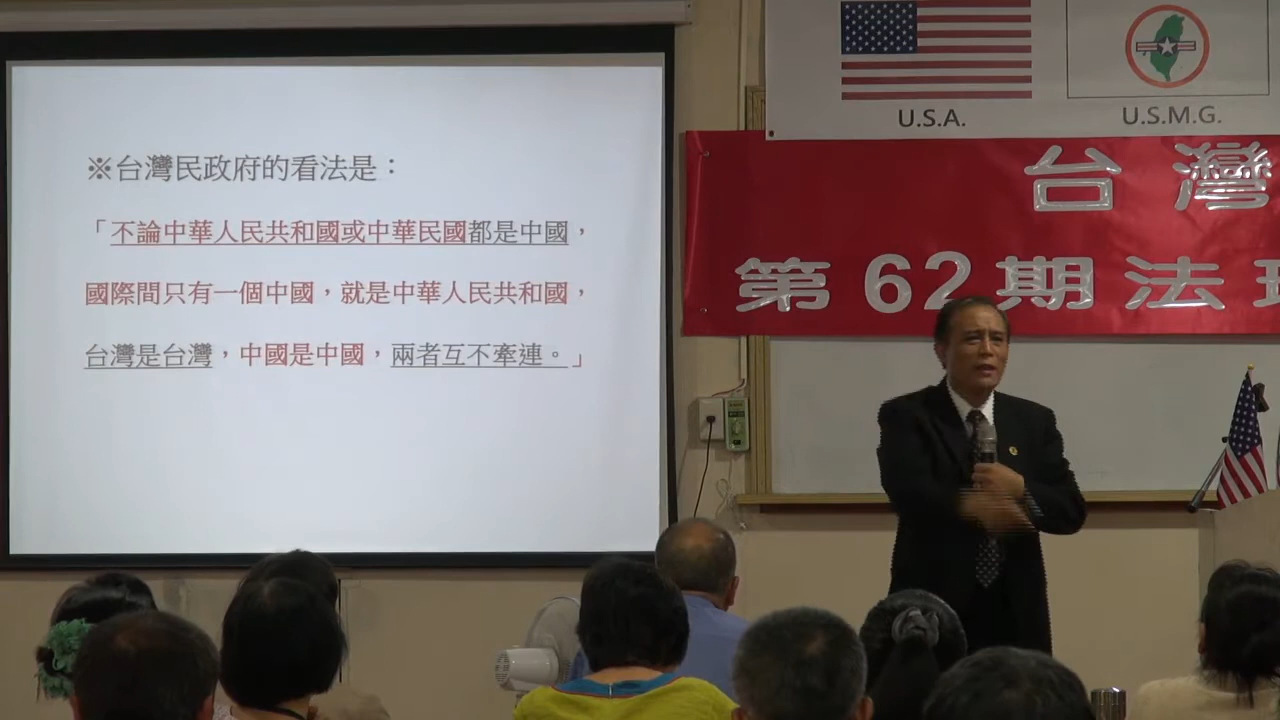 ※台灣民政府的看法是：
「不論中華人民共和國或中華民國都是中國，
國際間只有一個中國，就是中華人民共和國，
台灣是台灣，中國是中國，兩者互不牽連。」
U.S.A.
U.S.M.G.
台灣
第62期法